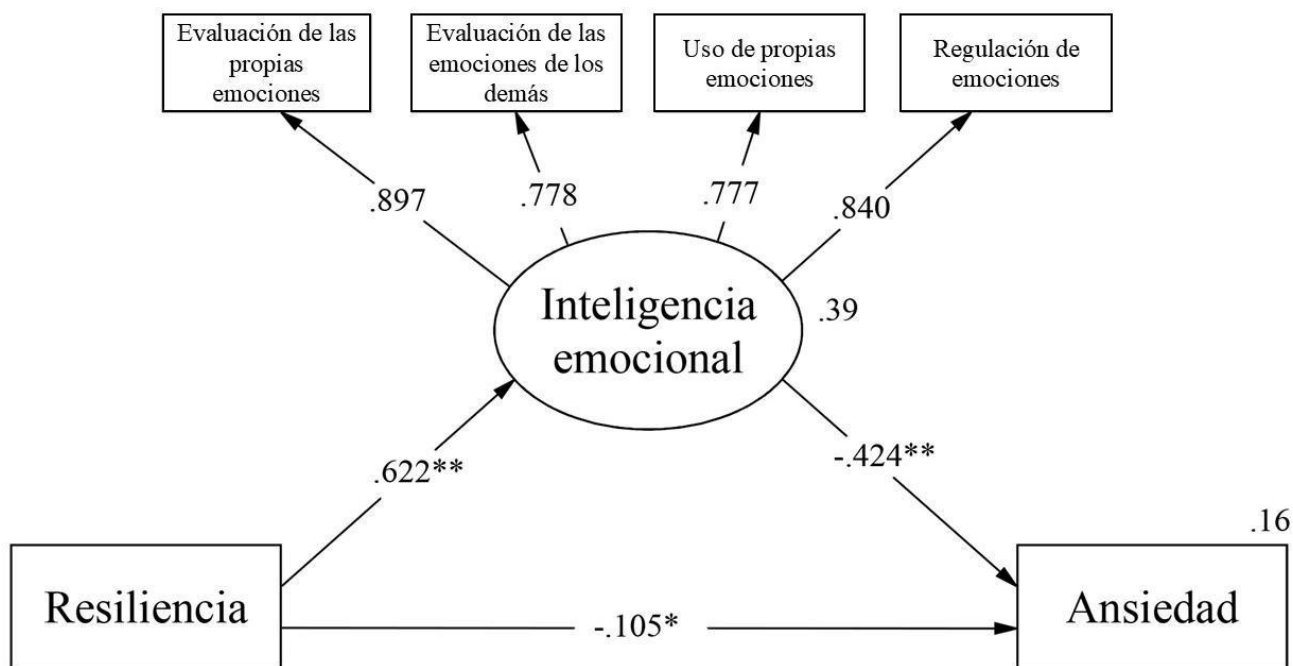 Evaluación de las
propias
emociones
Evaluación de las
emociones de los
demás
Uso de propias
emociones
Regulación de
emociones
.897
.778
.777
.840
Inteligencia
emocional
.39
.622**
-.424**
.16
Resiliencia
-.105*
Ansiedad